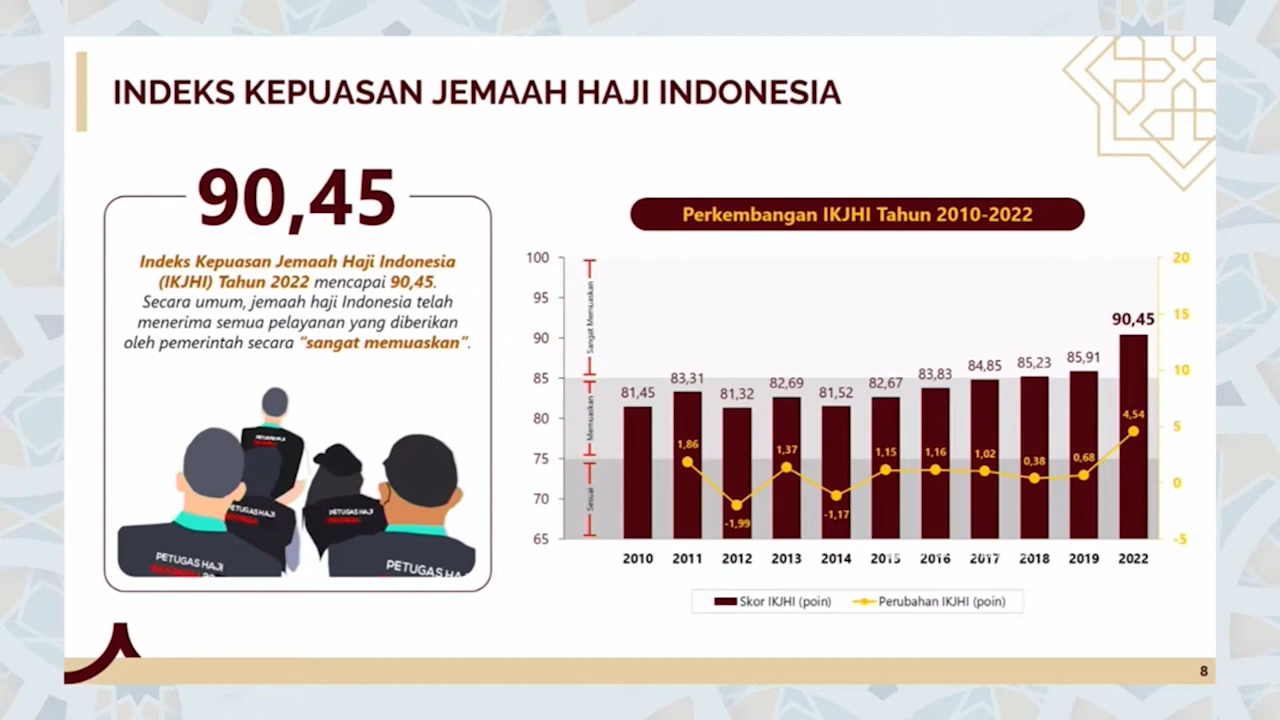 INDEKS KEPUASAN JEMAAH HAJI INDONESIA
90,45
Indeks Kepuasan Jemaah Haji Indonesia
(IKJHI) Tahun 2022 mencapai 90,45.
Secara umum, jemaah haji Indonesia telah
menerima semua pelayanan yang diberikan
oleh pemerintah secara "sangat memuaskan".
PETUGAS HAJI
PETUGAS HAJI
INDONESIA
PETUGAS HAJI
INDONESIA
PETUGAS HAJI
INDONESIA
PETUGAS HA
Perkembangan IKJHI Tahun 2010-2022
100
95
90
85
80
75
70
65
Sangat Memuaskan
Memuaskan
Sesuai
81,45
83,31
81,32
82,69
81,52
82,67
83,83
84,85
85,23
85,91
90,45
1,86
-1,99
1,37
-1,17
1,15
1,16
1,02
0,38
0,68
4,54
20
15
10
5
0
-5
2010 2011 2012 2013 2014 2015 2016 2017 2018 2019 2022
Skor IKJHI (poin) Perubahan IKJHI (poin)
8